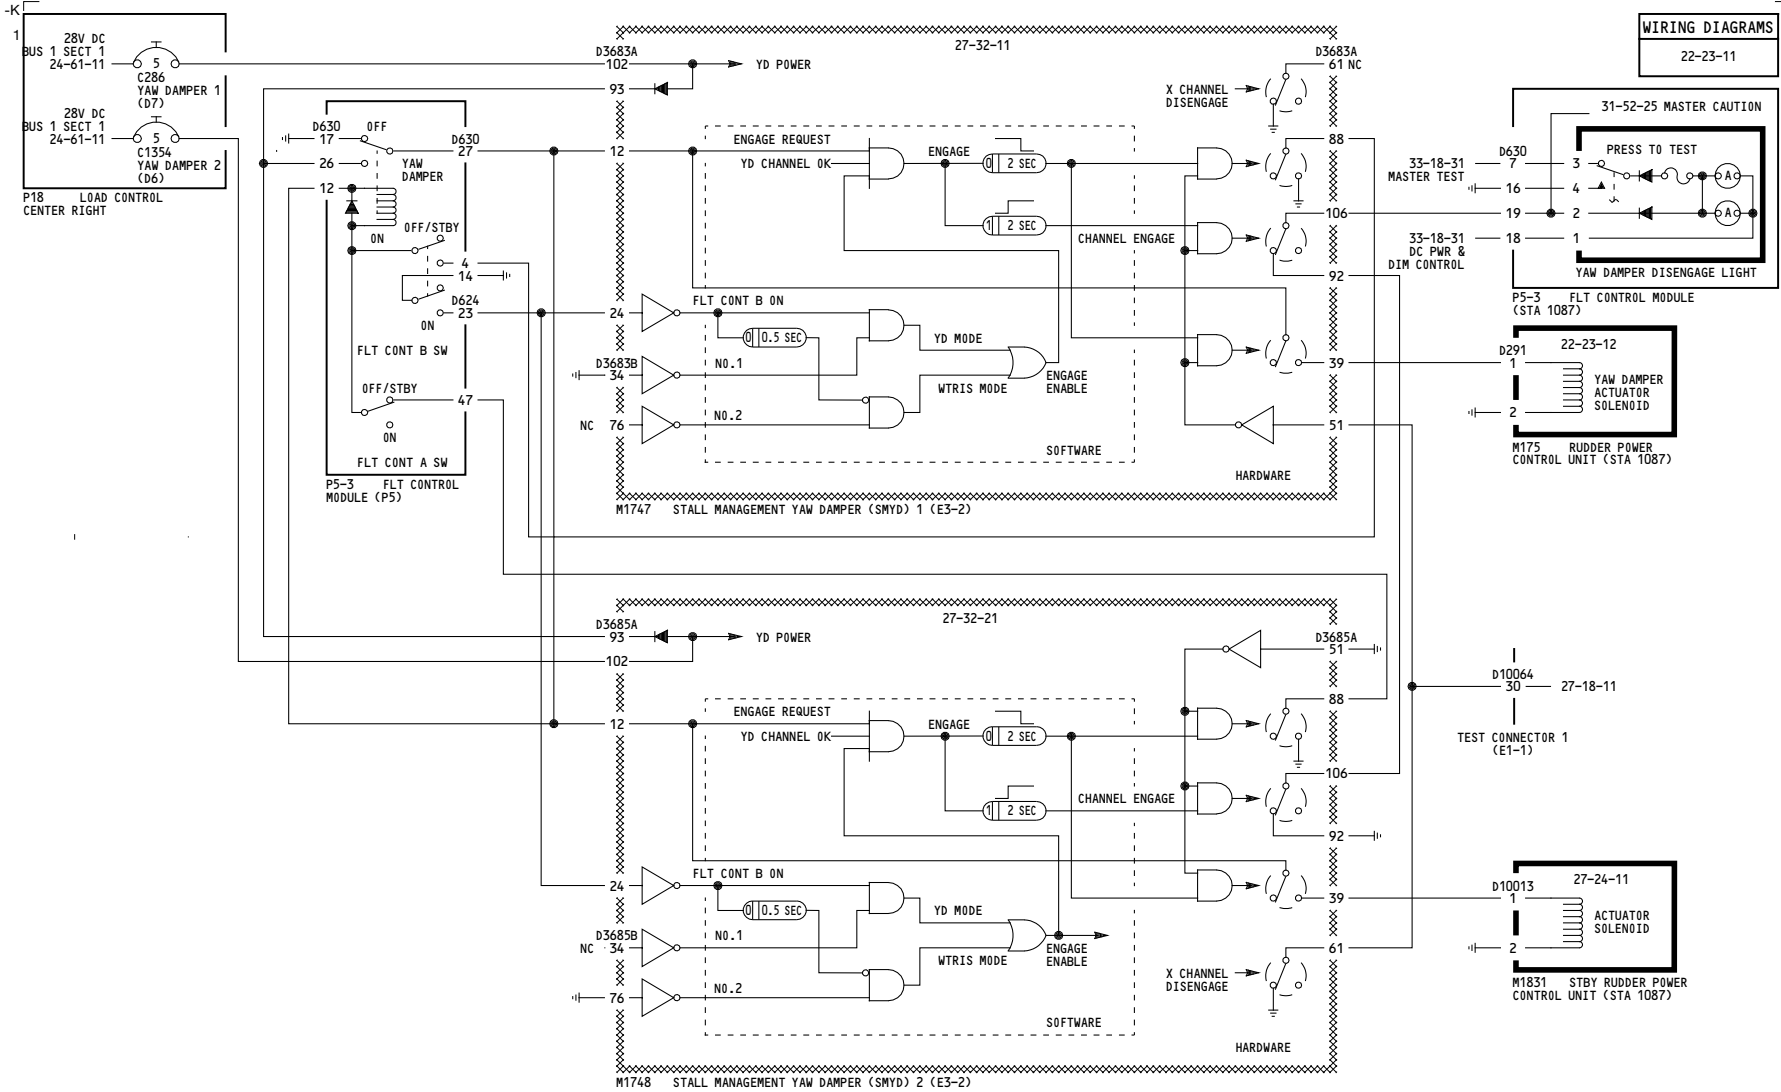 -K
1
WIRING DIAGRAMS
22-23-11
28V DC
BUS 1 SECT 1
24-61-11
5
C286
YAW DAMPER 1
(D7)
28V DC
BUS 1 SECT 1
24-61-11
5
C1354
YAW DAMPER 2
(D6)
P18 LOAD CONTROL
CENTER RIGHT
D630
17
OFF
D630
27
26
YAW
DAMPER
12
ON
OFF/STBY
4
14
D624
23
ON
FLT CONT B SW
OFF/STBY
47
ON
FLT CONT A SW
P5-3 FLT CONTROL
MODULE (P5)
27-32-11
D3683A
102
YD POWER
93
12
ENGAGE REQUEST
YD CHANNEL OK
ENGAGE
0 2 SEC
1 2 SEC
CHANNEL ENGAGE
24
FLT CONT B ON
0 0.5 SEC
YD MODE
D3683B
34
NO.1
WTRIS MODE
ENGAGE
ENABLE
NC 76
NO.2
SOFTWARE
HARDWARE
X CHANNEL
DISENGAGE
D3683A
61 NC
88
106
92
39
51
M1747 STALL MANAGEMENT YAW DAMPER (SMYD) 1 (E3-2)
31-52-25 MASTER CAUTION
PRESS TO TEST
D630
33-18-31
MASTER TEST
7
3
16
4
19
2
33-18-31
DC PWR &
DIM CONTROL
18
1
A
A
YAW DAMPER DISENGAGE LIGHT
P5-3 FLT CONTROL MODULE
(STA 1087)
22-23-12
D291
1
YAW DAMPER
ACTUATOR
SOLENOID
2
M175 RUDDER POWER
CONTROL UNIT (STA 1087)
27-32-21
D3685A
93
YD POWER
102
12
ENGAGE REQUEST
YD CHANNEL OK
ENGAGE
0 2 SEC
1 2 SEC
CHANNEL ENGAGE
24
FLT CONT B ON
0 0.5 SEC
YD MODE
D3685B
NC 34
NO.1
WTRIS MODE
ENGAGE
ENABLE
76
NO.2
SOFTWARE
HARDWARE
D3685A
51
88
106
92
39
61
X CHANNEL
DISENGAGE
M1748 STALL MANAGEMENT YAW DAMPER (SMYD) 2 (E3-2)
D10064
30
27-18-11
TEST CONNECTOR 1
(E1-1)
27-24-11
D10013
1
ACTUATOR
SOLENOID
2
M1831 STBY RUDDER POWER
CONTROL UNIT (STA 1087)